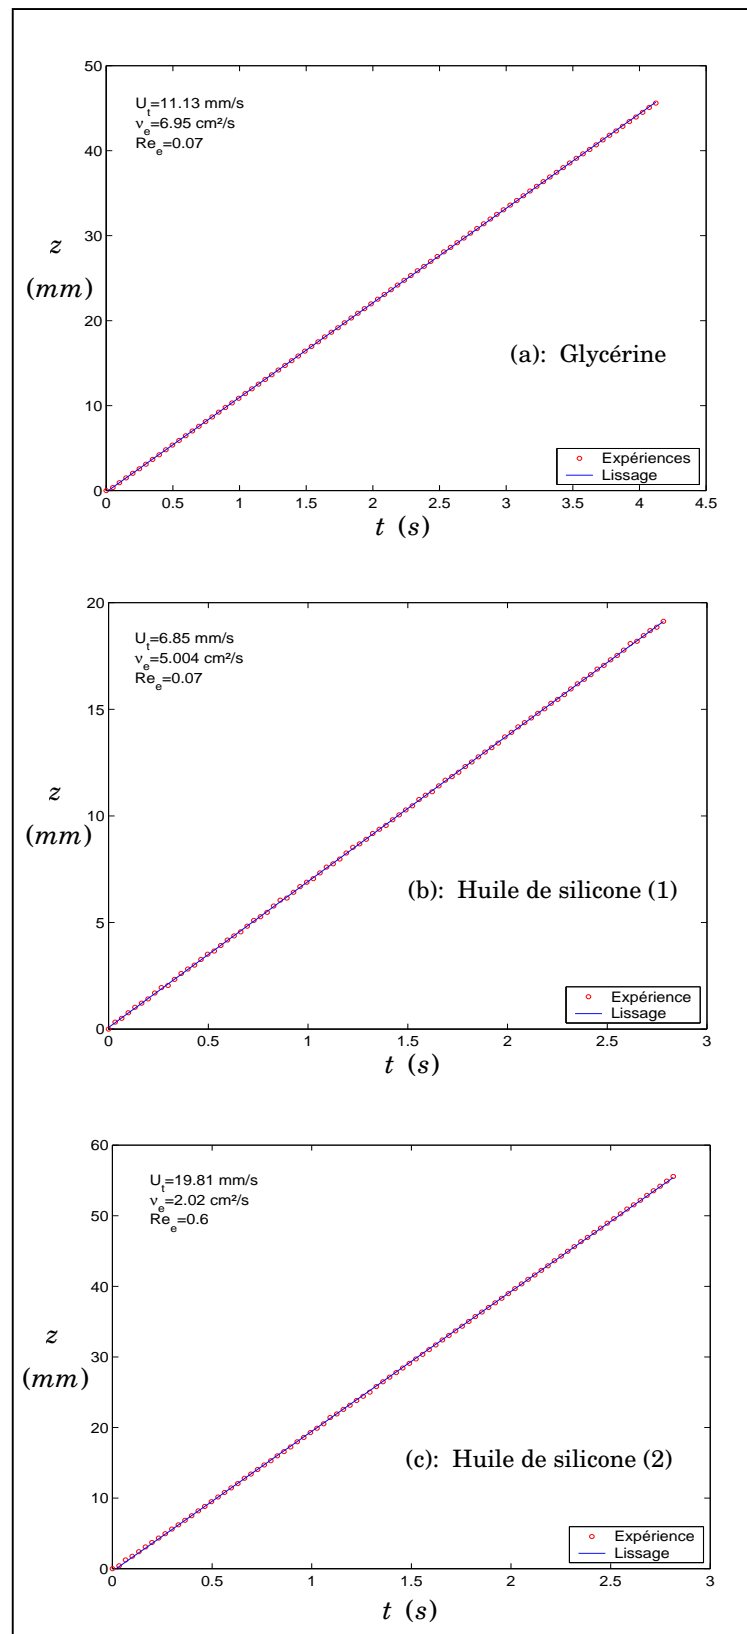 50
40
30
20
10
0
U_t=11.13 mm/s
ν_e=6.95 cm²/s
Re_e=0.07
z
(mm)
(a): Glycérine
Expériences
Lissage
0 0.5 1 1.5 2 2.5 3 3.5 4 4.5
t (s)
20
15
10
5
0
U_t=6.85 mm/s
ν_e=5.004 cm²/s
Re_e=0.07
z
(mm)
(b): Huile de silicone (1)
Expérience
Lissage
0 0.5 1 1.5 2 2.5 3
t (s)
60
50
40
30
20
10
0
U_t=19.81 mm/s
ν_e=2.02 cm²/s
Re_e=0.6
z
(mm)
(c): Huile de silicone (2)
Expérience
Lissage
0 0.5 1 1.5 2 2.5 3
t (s)